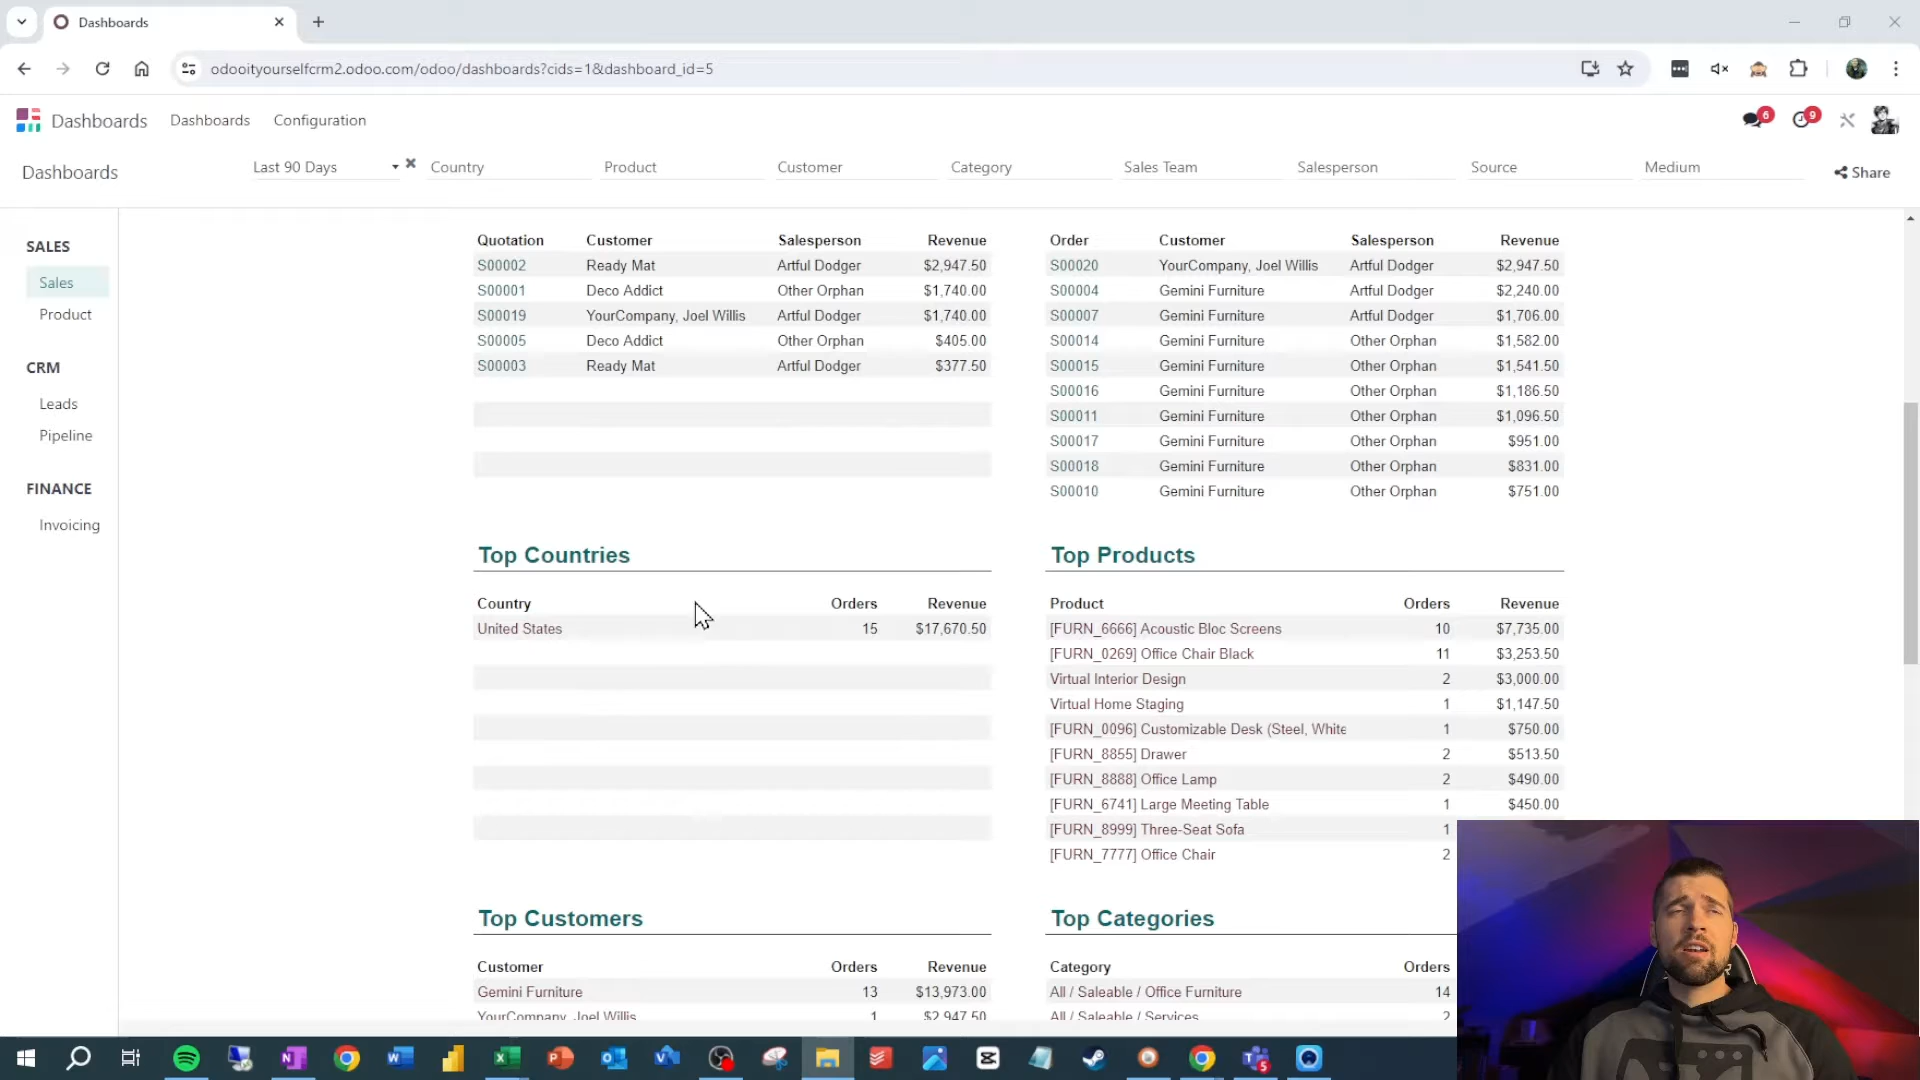 Dashboards
odooityourselfcrm2.odoo.com/odoo/dashboards?cids=1&dashboard_id=5
Dashboards Dashboards Configuration 6 9
Dashboards Last 90 Days Country Product Customer Category Sales Team Salesperson Source Medium Share
SALES
Sales
Product
CRM
Leads
Pipeline
FINANCE
Invoicing
Quotation Customer Salesperson Revenue
S00002 Ready Mat Artful Dodger $2,947.50
S00001 Deco Addict Other Orphan $1,740.00
S00019 YourCompany, Joel Willis Artful Dodger $1,740.00
S00005 Deco Addict Other Orphan $405.00
S00003 Ready Mat Artful Dodger $377.50
Order Customer Salesperson Revenue
S00020 YourCompany, Joel Willis Artful Dodger $2,947.50
S00004 Gemini Furniture Artful Dodger $2,240.00
S00007 Gemini Furniture Artful Dodger $1,706.00
S00014 Gemini Furniture Other Orphan $1,582.00
S00015 Gemini Furniture Other Orphan $1,541.50
S00016 Gemini Furniture Other Orphan $1,186.50
S00011 Gemini Furniture Other Orphan $1,096.50
S00017 Gemini Furniture Other Orphan $951.00
S00018 Gemini Furniture Other Orphan $831.00
S00010 Gemini Furniture Other Orphan $751.00
Top Countries
Country Orders Revenue
United States 15 $17,670.50
Top Products
Product Orders Revenue
[FURN_6666] Acoustic Bloc Screens 10 $7,735.00
[FURN_0269] Office Chair Black 11 $3,253.50
Virtual Interior Design 2 $3,000.00
Virtual Home Staging 1 $1,147.50
[FURN_0096] Customizable Desk (Steel, White 1 $750.00
[FURN_8855] Drawer 2 $513.50
[FURN_8888] Office Lamp 2 $490.00
[FURN_6741] Large Meeting Table 1 $450.00
[FURN_8999] Three-Seat Sofa 1
[FURN_7777] Office Chair 2
Top Customers
Customer Orders Revenue
Gemini Furniture 13 $13,973.00
YourCompany, Joel Willis 1 $2,947.50
Top Categories
Category Orders
All / Saleable / Office Furniture 14
All / Saleable / Services 2